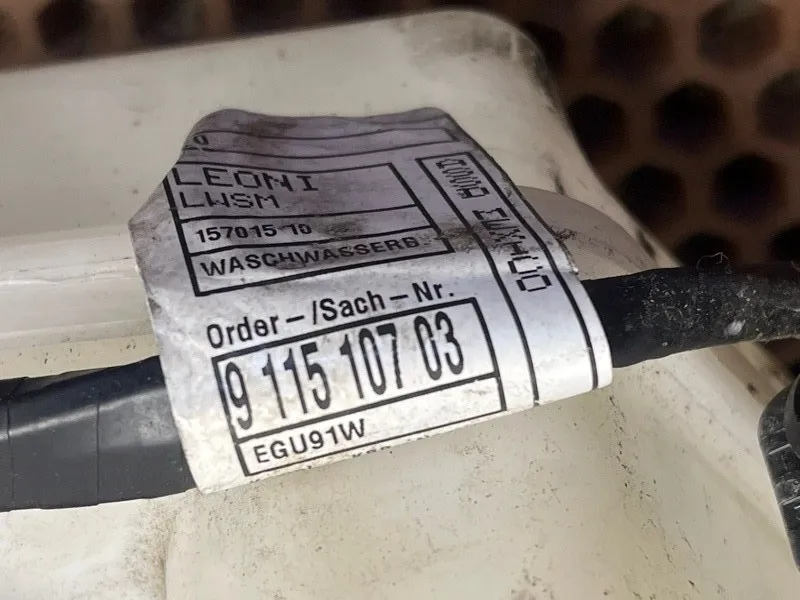 LEONI
LWSM
157015 10
WASCHWASSERB.
Order-/Sach-Nr.
9 115 107 03
EGU91W